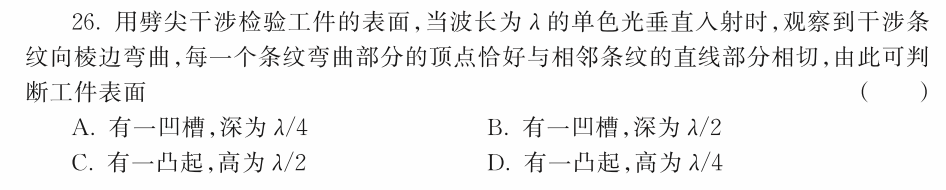 26. 用劈尖干涉检验工件的表面,当波长为 λ 的单色光垂直入射时,观察到干涉条
纹向棱边弯曲,每一个条纹弯曲部分的顶点恰好与相邻条纹的直线部分相切,由此可判
断工件表面 (  )
A. 有一凹槽,深为 λ/4 B. 有一凹槽,深为 λ/2
C. 有一凸起,高为 λ/2 D. 有一凸起,高为 λ/4